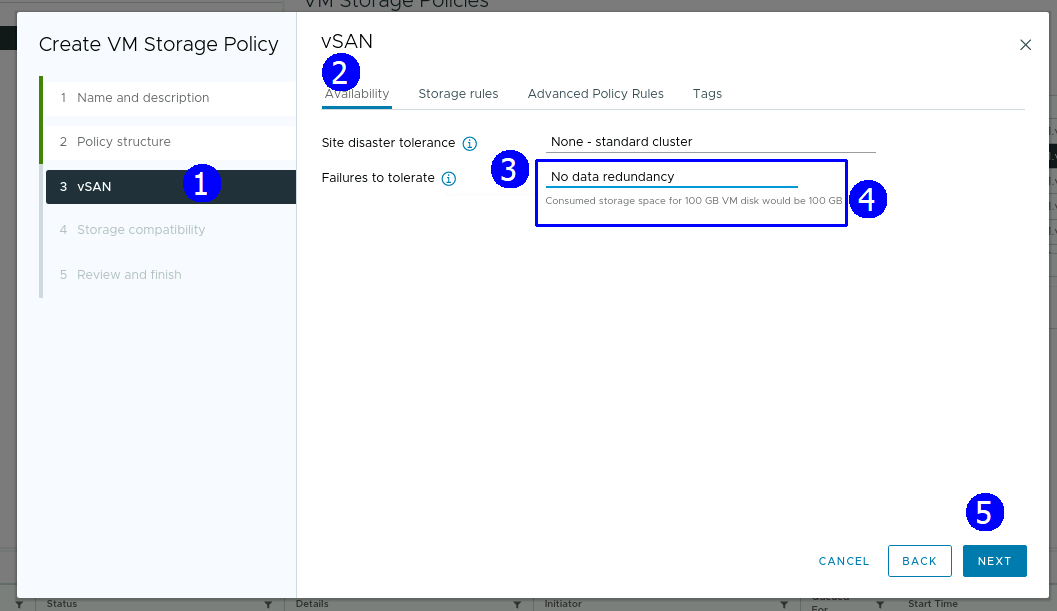 VM Storage Policies
Create VM Storage Policy
1 Name and description
2 Policy structure
3 vSAN
1
4 Storage compatibility
5 Review and finish
vSAN
2
Availability Storage rules Advanced Policy Rules Tags
Site disaster tolerance None - standard cluster
3
Failures to tolerate No data redundancy
Consumed storage space for 100 GB VM disk would be 100 GB
4
5
CANCEL BACK NEXT
Status Details Initiator Queued For Start Time